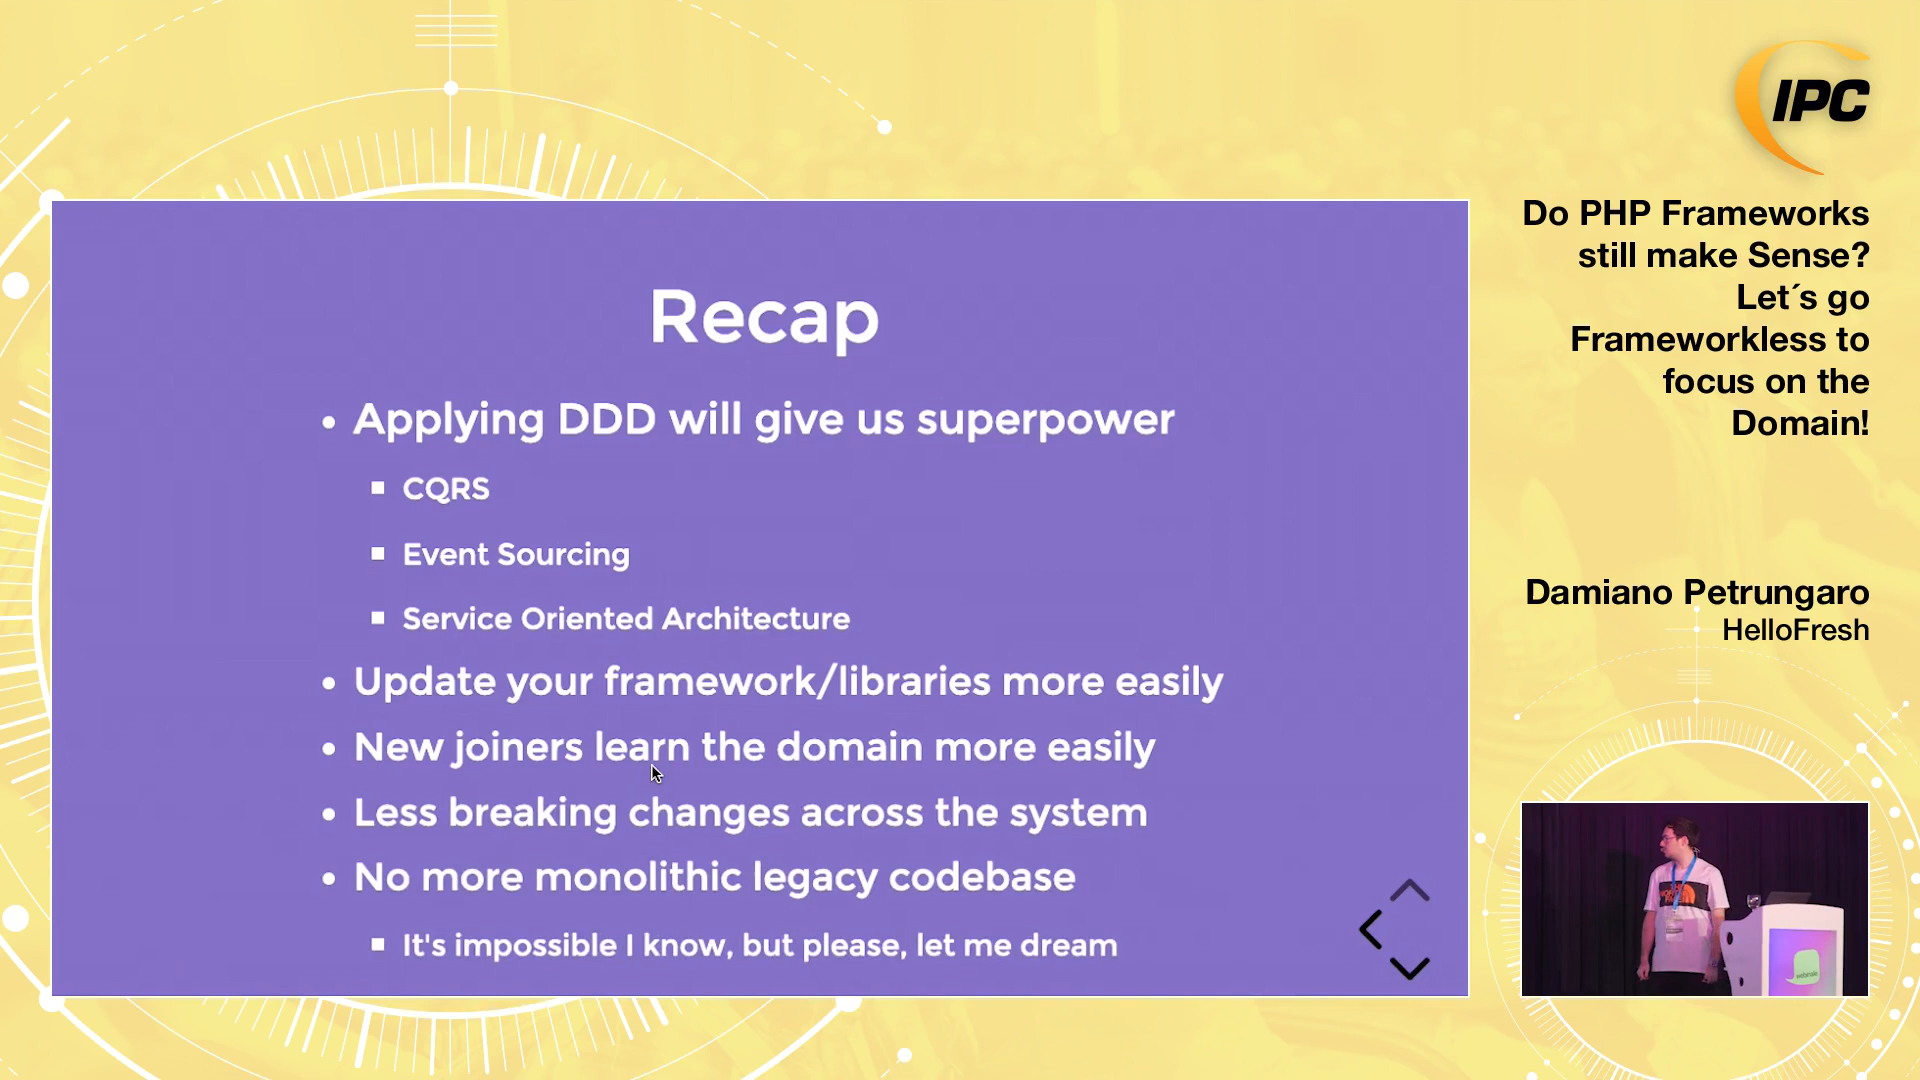 IPC
Do PHP Frameworks
still make Sense?
Let´s go
Frameworkless to
focus on the
Domain!
Recap
Applying DDD will give us superpower
CQRS
Event Sourcing
Service Oriented Architecture
Update your framework/libraries more easily
New joiners learn the domain more easily
Less breaking changes across the system
No more monolithic legacy codebase
It's impossible I know, but please, let me dream
Damiano Petrungaro
HelloFresh
webinale